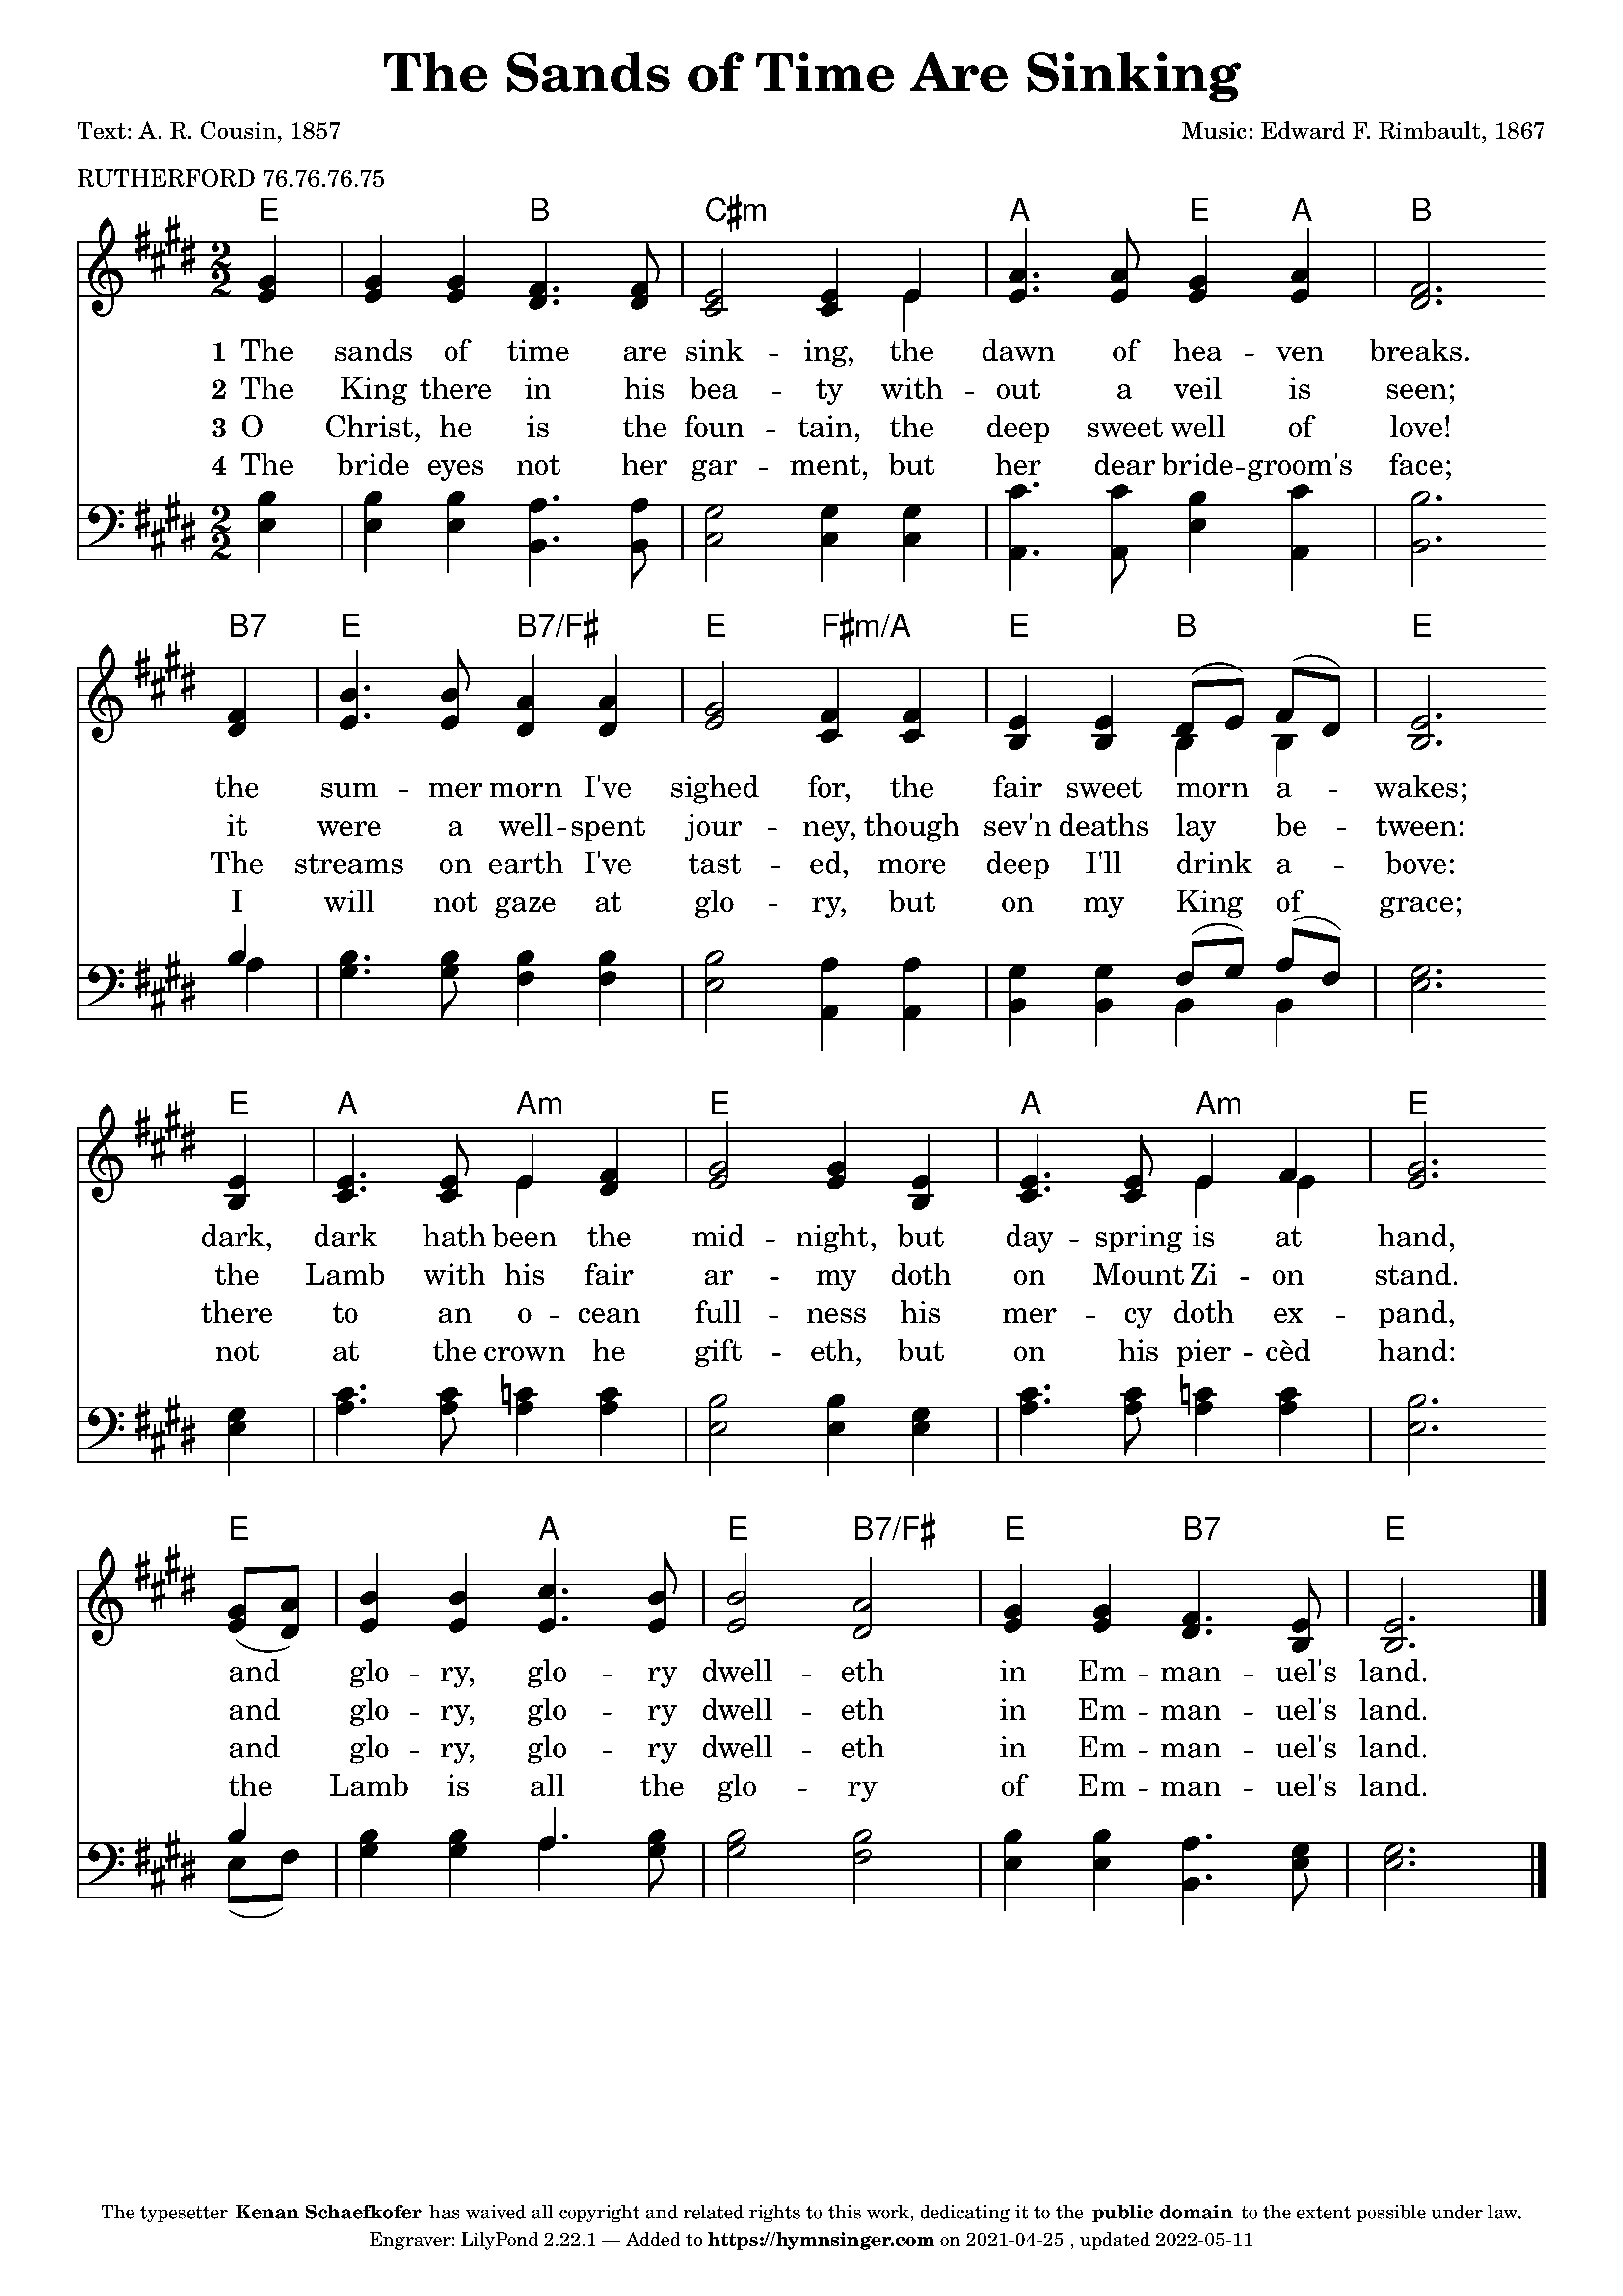 The Sands of Time Are Sinking
Text: A. R. Cousin, 1857
Music: Edward F. Rimbault, 1867
RUTHERFORD 76.76.76.75
E B C♯m A E A B
1 The sands of time are sink -- ing, the dawn of hea -- ven breaks.
2 The King there in his beau -- ty with -- out a veil is seen;
3 O Christ, he is the foun -- tain, the deep sweet well of love!
4 The bride eyes not her gar -- ment, but her dear bride -- groom's face;
B7 E B7/F♯ E F♯m/A E B E
the sum -- mer morn I've sighed for, the fair sweet morn a -- wakes;
it were a well -- spent jour -- ney, though sev'n deaths lay be -- tween:
The streams on earth I've tast -- ed, more deep I'll drink a -- bove:
I will not gaze at glo -- ry, but on my King of grace;
E A Am E A Am E
dark, dark hath been the mid -- night, but day -- spring is at hand,
the Lamb with his fair ar -- my doth on Mount Zi -- on stand.
there to an o -- cean full -- ness his mer -- cy doth ex -- pand,
not at the crown he gift -- eth, but on his pier -- cèd hand:
E A E B7/F♯ E B7 E
and glo -- ry, glo -- ry dwell -- eth in Em -- man -- uel's land.
and glo -- ry, glo -- ry dwell -- eth in Em -- man -- uel's land.
and glo -- ry, glo -- ry dwell -- eth in Em -- man -- uel's land.
the Lamb is all the glo -- ry of Em -- man -- uel's land.
The typesetter Kenan Schaefkofer has waived all copyright and related rights to this work, dedicating it to the public domain to the extent possible under law.
Engraver: LilyPond 2.22.1 — Added to https://hymnsinger.com on 2021-04-25 , updated 2022-05-11